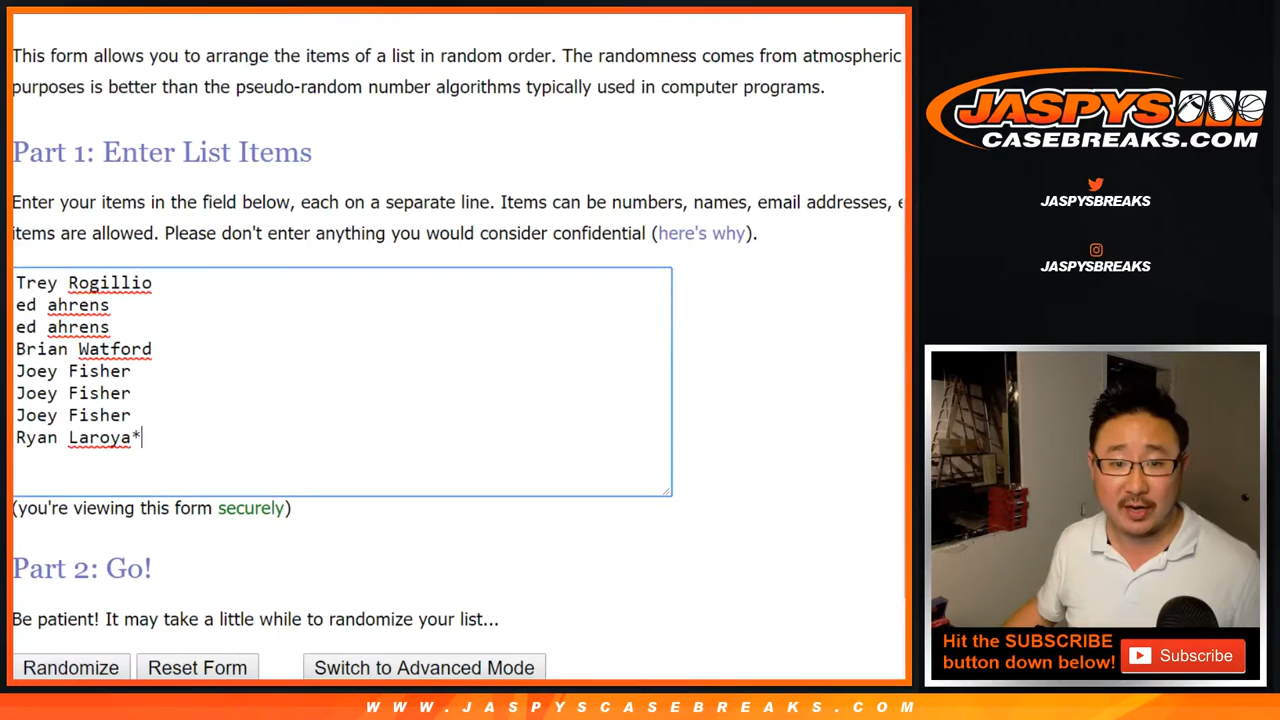 This form allows you to arrange the items of a list in random order. The randomness comes from atmospheric
purposes is better than the pseudo-random number algorithms typically used in computer programs.
Part 1: Enter List Items
Enter your items in the field below, each on a separate line. Items can be numbers, names, email addresses, e
items are allowed. Please don't enter anything you would consider confidential (here's why).
Trey Rogillio
ed ahrens
ed ahrens
Brian Watford
Joey Fisher
Joey Fisher
Joey Fisher
Ryan Laroya*
(you're viewing this form securely)
Part 2: Go!
Be patient! It may take a little while to randomize your list...
Randomize Reset Form Switch to Advanced Mode
JASPYS
CASEBREAKS.COM
JASPYSBREAKS
JASPYSBREAKS
Hit the SUBSCRIBE
button down below!
Subscribe
WWW.JASPYSCASEBREAKS.COM